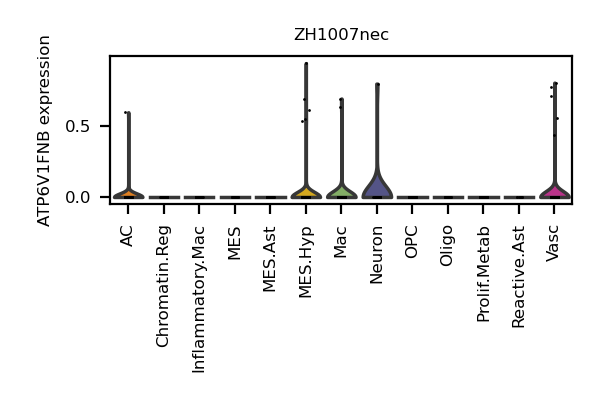 ZH1007nec
ATP6V1FNB expression
0.5
0.0
AC
Chromatin.Reg
Inflammatory.Mac
MES
MES.Ast
MES.Hyp
Mac
Neuron
OPC
Oligo
Prolif.Metab
Reactive.Ast
Vasc